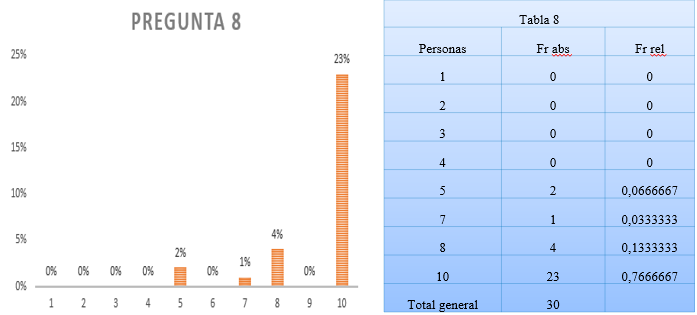 PREGUNTA 8
25%
20%
15%
10%
5%
0%
0% 0% 0% 0% 2% 0% 1% 4% 0% 23%
1 2 3 4 5 6 7 8 9 10
Tabla 8
Personas Fr abs Fr rel
1 0 0
2 0 0
3 0 0
4 0 0
5 2 0,0666667
7 1 0,0333333
8 4 0,1333333
10 23 0,7666667
Total general 30